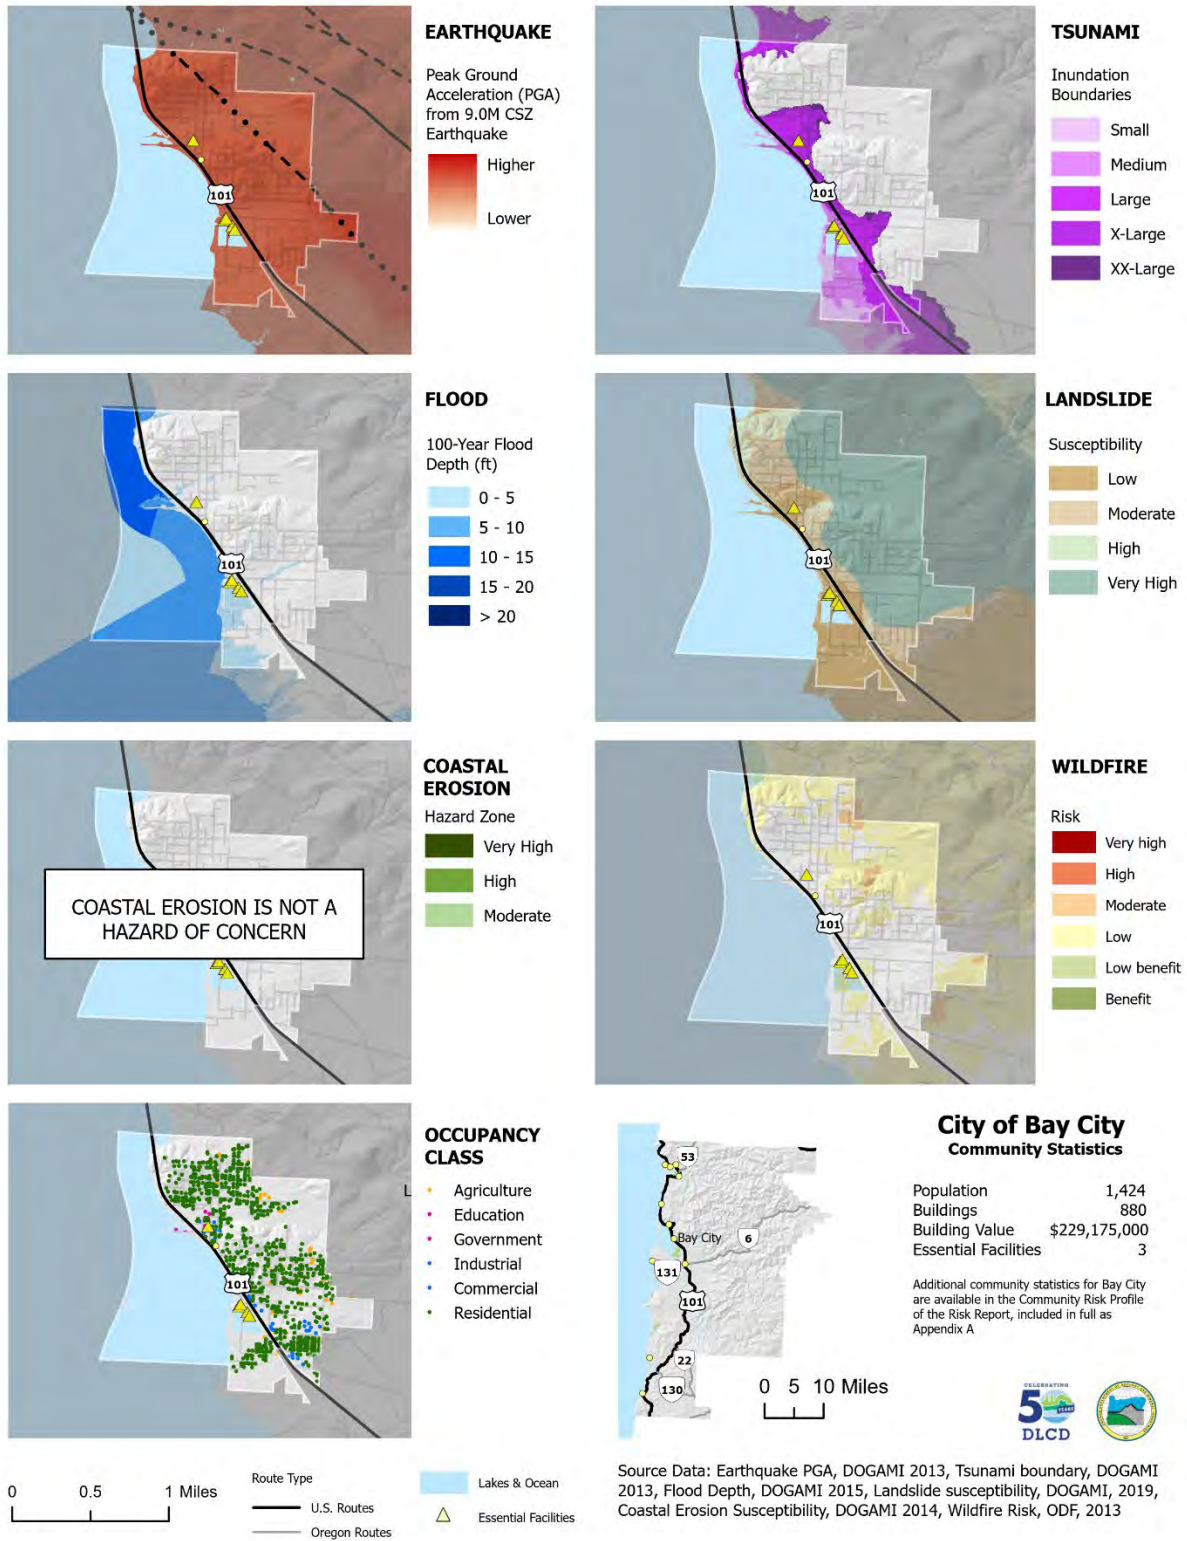 EARTHQUAKE
Peak Ground
Acceleration (PGA)
from 9.0M CSZ
Earthquake
Higher
Lower
101
TSUNAMI
Inundation
Boundaries
Small
Medium
Large
X-Large
XX-Large
101
FLOOD
100-Year Flood
Depth (ft)
0 - 5
5 - 10
10 - 15
15 - 20
> 20
101
LANDSLIDE
Susceptibility
Low
Moderate
High
Very High
101
COASTAL
EROSION
Hazard Zone
Very High
High
Moderate
COASTAL EROSION IS NOT A
HAZARD OF CONCERN
WILDFIRE
Risk
Very high
High
Moderate
Low
Low benefit
Benefit
101
OCCUPANCY
CLASS
Agriculture
Education
Government
Industrial
Commercial
Residential
101
L
53
Bay City
6
131
101
22
130
0 5 10 Miles
City of Bay City
Community Statistics
Population 1,424
Buildings 880
Building Value $229,175,000
Essential Facilities 3
Additional community statistics for Bay City
are available in the Community Risk Profile
of the Risk Report, included in full as
Appendix A
CELEBRATING
50
YEARS
DLCD
0 0.5 1 Miles
Route Type
U.S. Routes
Oregon Routes
Lakes & Ocean
Essential Facilities
Source Data: Earthquake PGA, DOGAMI 2013, Tsunami boundary, DOGAMI
2013, Flood Depth, DOGAMI 2015, Landslide susceptibility, DOGAMI, 2019,
Coastal Erosion Susceptibility, DOGAMI 2014, Wildfire Risk, ODF, 2013